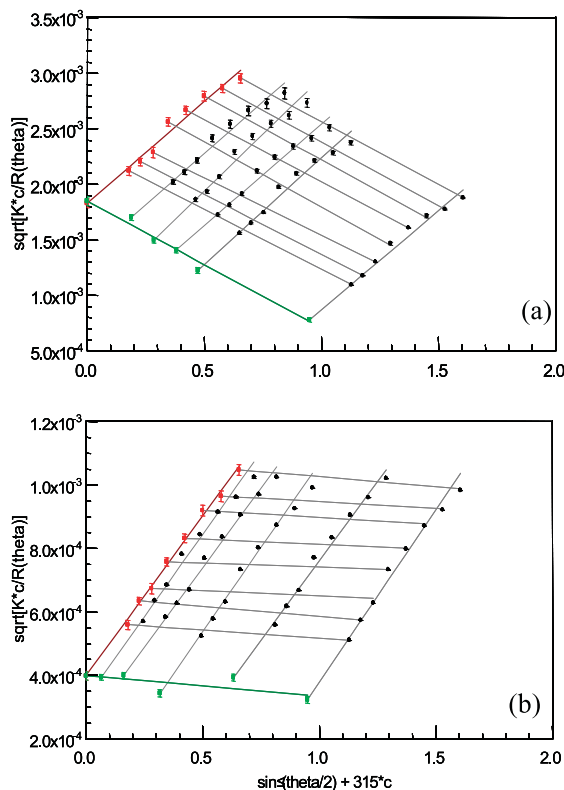 3.5x10⁻³
3.0x10⁻³
2.5x10⁻³
2.0x10⁻³
1.5x10⁻³
1.0x10⁻³
5.0x10⁻⁴
sqrt[K*c/R(theta)]
0.0 0.5 1.0 1.5 2.0
(a)
1.2x10⁻³
1.0x10⁻³
8.0x10⁻⁴
6.0x10⁻⁴
4.0x10⁻⁴
2.0x10⁻⁴
sqrt[K*c/R(theta)]
0.0 0.5 1.0 1.5 2.0
(b)
sins(theta/2) + 315*c